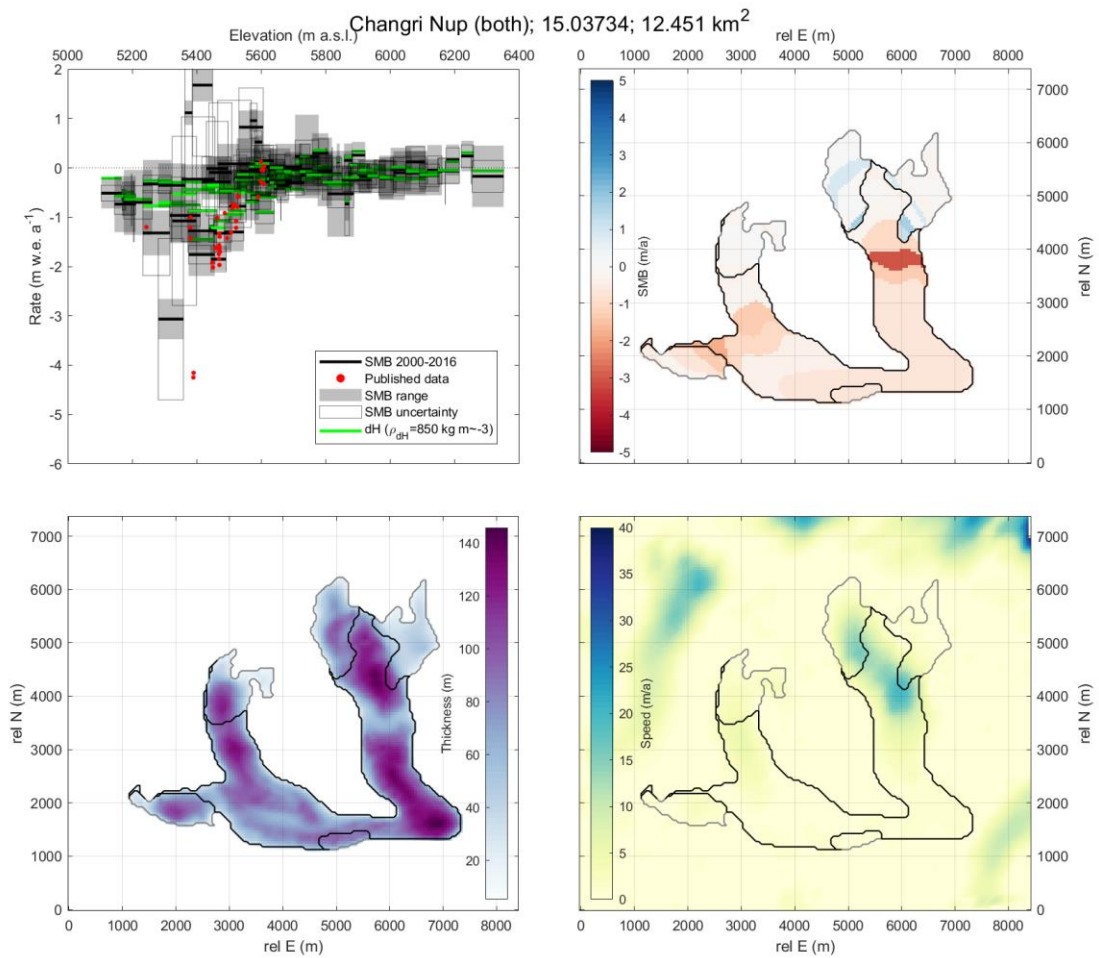 Changri Nup (both); 15.03734; 12.451 km²
Elevation (m a.s.l.)
5000 5200 5400 5600 5800 6000 6200 6400
2
1
0
-1
-2
-3
-4
-5
-6
Rate (m w.e. a⁻¹)
SMB 2000-2016
Published data
SMB range
SMB uncertainty
dH (ρdH=850 kg m~-3)
rel E (m)
0 1000 2000 3000 4000 5000 6000 7000 8000
5
4
3
2
1
0
-1
-2
-3
-4
-5
SMB (m/a)
7000
6000
5000
4000
3000
2000
1000
0
rel N (m)
7000
6000
5000
4000
3000
2000
1000
0
rel N (m)
140
120
100
80
60
40
20
Thickness (m)
0 1000 2000 3000 4000 5000 6000 7000 8000
rel E (m)
40
35
30
25
20
15
10
5
0
Speed (m/a)
7000
6000
5000
4000
3000
2000
1000
0
rel N (m)
0 1000 2000 3000 4000 5000 6000 7000 8000
rel E (m)